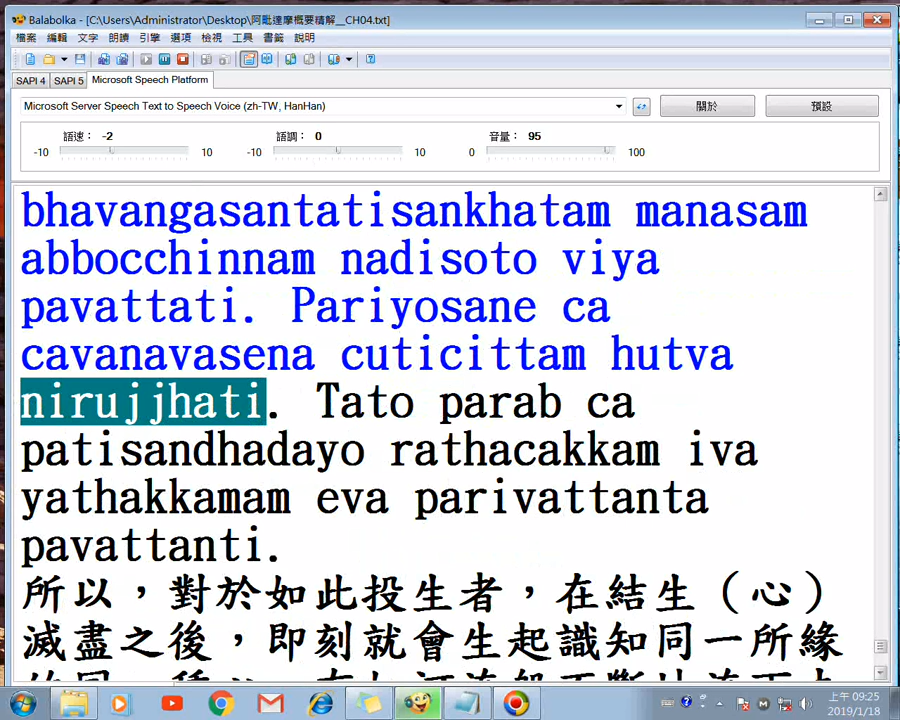 Balabolka - [C:\Users\Administrator\Desktop\阿毗達摩概要精解__CH04.txt]
檔案 編輯 文字 朗讀 引擎 選項 檢視 工具 書籤 說明
SAPI 4 SAPI 5 Microsoft Speech Platform
Microsoft Server Speech Text to Speech Voice (zh-TW, HanHan) 關於 預設
語速： -2 語調： 0 音量： 95
-10 10 -10 10 0 100
bhavangasantatisankhatam manasam
abbocchinnam nadisoto viya
pavattati. Pariyosane ca
cavanavasena cuticittam hutva
nirujjhati. Tato parab ca
patisandhadayo rathacakkam iva
yathakkamam eva parivattanta
pavattanti.
所以，對於如此投生者，在結生（心）
滅盡之後，即刻就會生起識知同一所緣
上午 09:25
2019/1/18